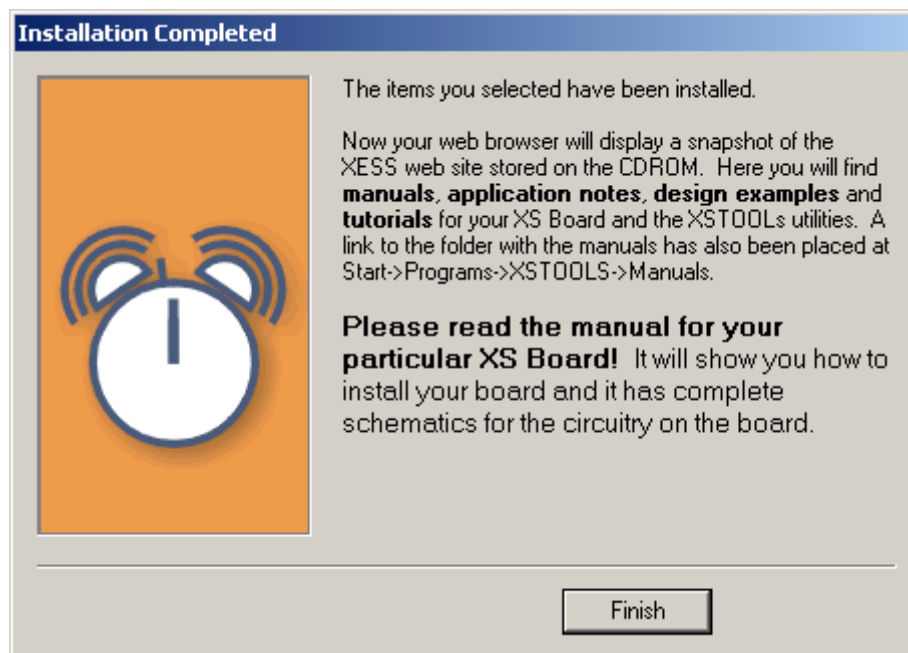 Installation Completed
The items you selected have been installed.
Now your web browser will display a snapshot of the
XESS web site stored on the CDROM.  Here you will find
manuals, application notes, design examples and
tutorials for your XS Board and the XSTOOLs utilities.  A
link to the folder with the manuals has also been placed at
Start->Programs->XSTOOLS->Manuals.
Please read the manual for your
particular XS Board!  It will show you how to
install your board and it has complete
schematics for the circuitry on the board.
Finish